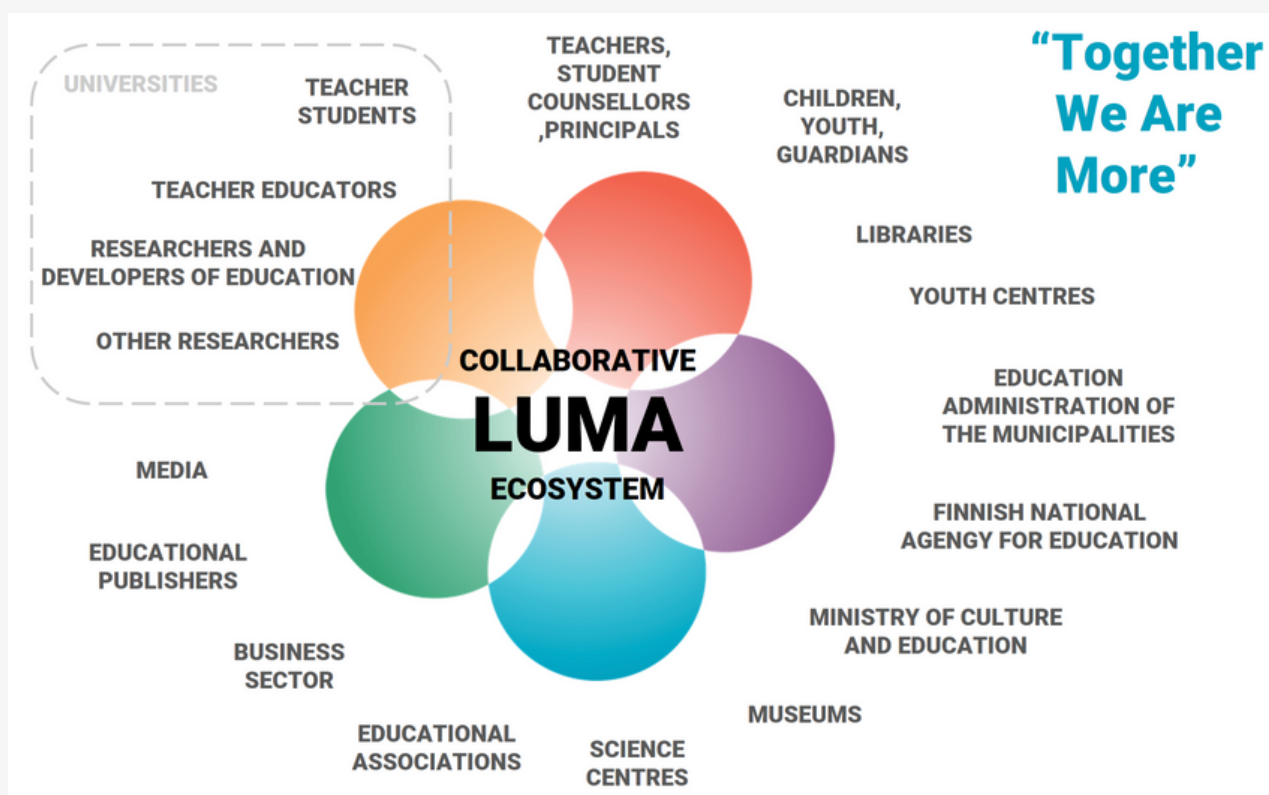 UNIVERSITIES
TEACHER
STUDENTS
TEACHER EDUCATORS
RESEARCHERS AND
DEVELOPERS OF EDUCATION
OTHER RESEARCHERS
TEACHERS,
STUDENT
COUNSELLORS
,PRINCIPALS
CHILDREN,
YOUTH,
GUARDIANS
“Together
We Are
More”
LIBRARIES
YOUTH CENTRES
EDUCATION
ADMINISTRATION OF
THE MUNICIPALITIES
FINNISH NATIONAL
AGENCY FOR EDUCATION
MINISTRY OF CULTURE
AND EDUCATION
MUSEUMS
SCIENCE
CENTRES
EDUCATIONAL
ASSOCIATIONS
BUSINESS
SECTOR
EDUCATIONAL
PUBLISHERS
MEDIA
COLLABORATIVE
LUMA
ECOSYSTEM